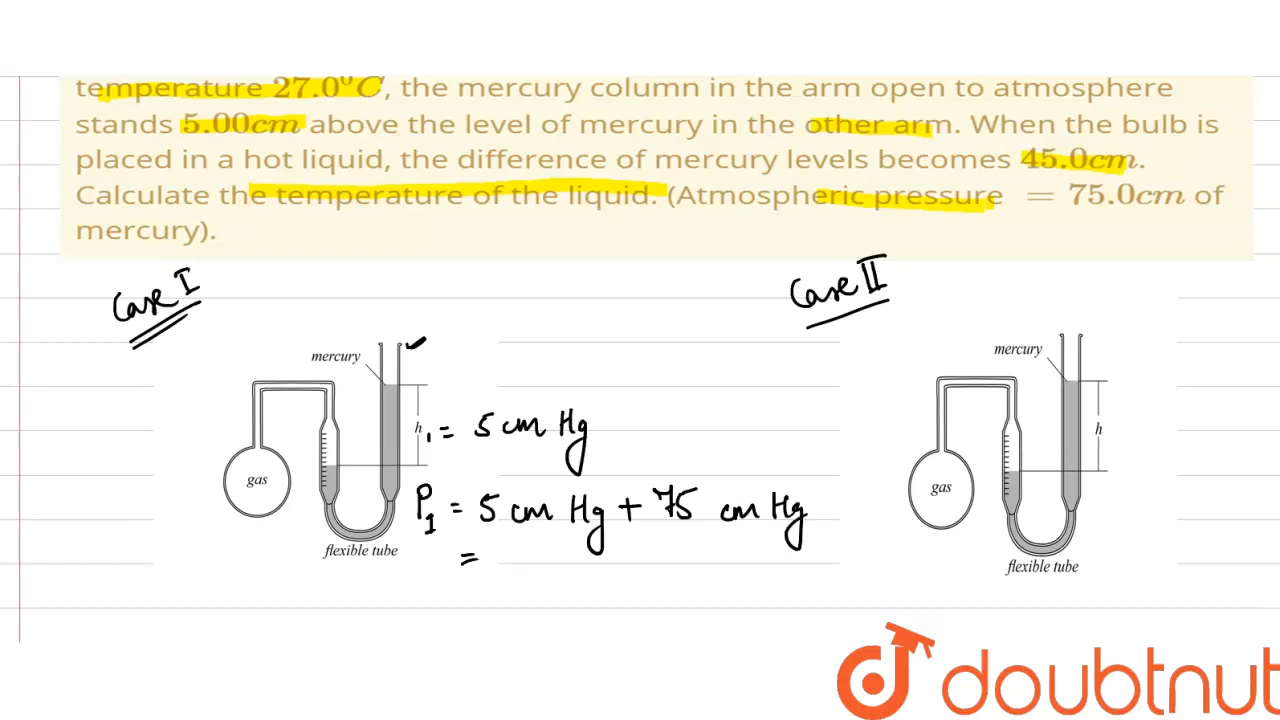 temperature 27.0⁰C, the mercury column in the arm open to atmosphere
stands 5.00cm above the level of mercury in the other arm. When the bulb is
placed in a hot liquid, the difference of mercury levels becomes 45.0cm.
Calculate the temperature of the liquid. (Atmospheric pressure = 75.0cm of
mercury).
Case I
Case II
mercury
gas
h₁ = 5 cm Hg
P₁ = 5 cm Hg + 75 cm Hg
=
flexible tube
mercury
h
gas
flexible tube
doubtnut